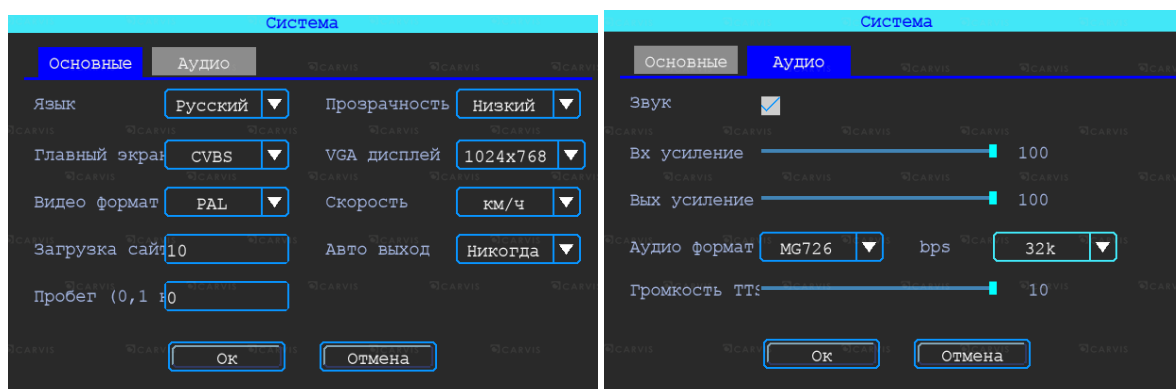 Система
Основные Аудио
Язык Русский Прозрачность Низкий
Главный экран CVBS VGA дисплей 1024x768
Видео формат PAL Скорость км/ч
Загрузка сайт 10 Авто выход Никогда
Пробег (0,1 0
Ок Отмена
Система
Основные Аудио
Звук
Вх усиление 100
Вых усиление 100
Аудио формат MG726 bps 32k
Громкость TTS 10
Ок Отмена
CARVIS